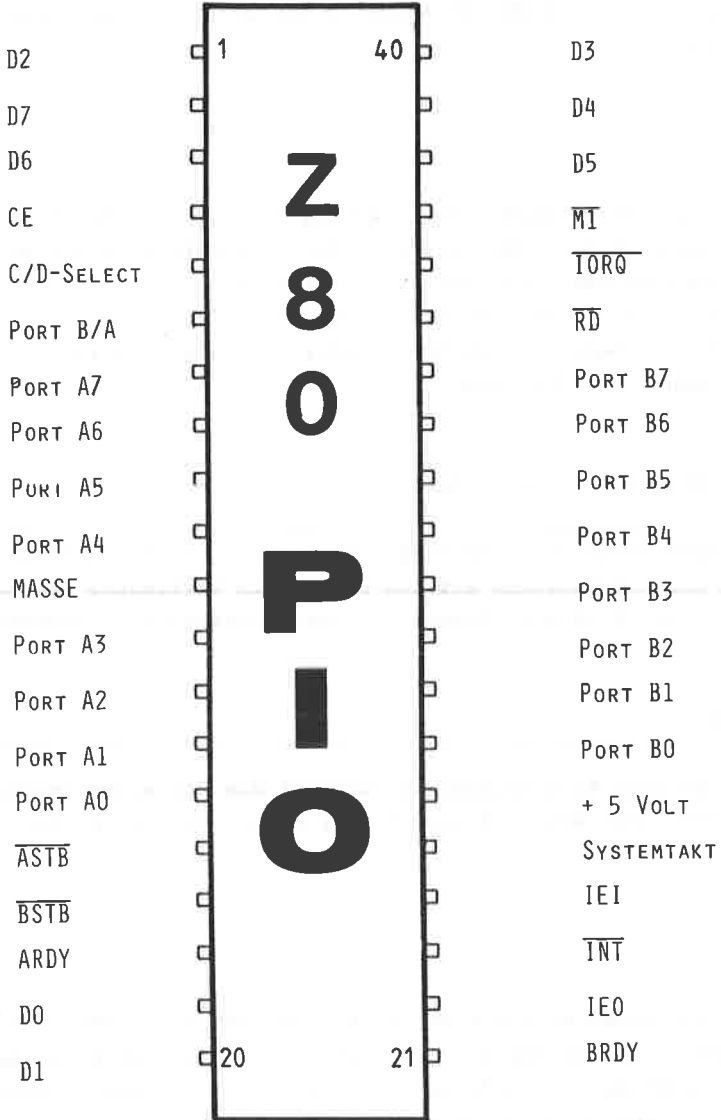 D2 1 40 D3
D7 D4
D6 D5
CE M1
C/D-SELECT IORQ
PORT B/A RD
PORT A7 PORT B7
PORT A6 PORT B6
PORT A5 PORT B5
PORT A4 PORT B4
MASSE PORT B3
PORT A3 PORT B2
PORT A2 PORT B1
PORT A1 PORT B0
PORT A0 + 5 VOLT
ASTB SYSTEMTAKT
BSTB IEI
ARDY INT
D0 IEO
D1 20 21 BRDY
Z
8
0
P
I
O